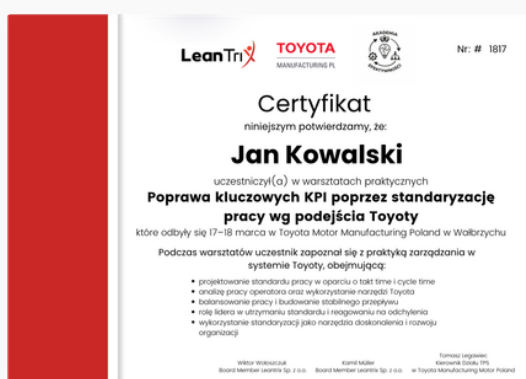 LeanTrix
TOYOTA
MANUFACTURING PL
AKADEMIA
EFEKTYWNOŚCI
Nr: # 1817
Certyfikat
niniejszym potwierdzamy, że:
Jan Kowalski
uczestniczył(a) w warsztatach praktycznych
Poprawa kluczowych KPI poprzez standaryzację
pracy wg podejścia Toyoty
które odbyły się 17–18 marca w Toyota Motor Manufacturing Poland w Wałbrzychu
Podczas warsztatów uczestnik zapoznał się z praktyką zarządzania w
systemie Toyoty, obejmującą:
• projektowanie standardu pracy w oparciu o takt time i cycle time
• analizę pracy operatora oraz wykorzystanie narzędzi Toyota
• balansowanie pracy i budowanie stabilnego przepływu
• rolę lidera w utrzymaniu standardu i reagowaniu na odchylenia
• wykorzystanie standaryzacji jako narzędzia doskonalenia i rozwoju
organizacji
Wiktor Wołoszczuk
Board Member Leantrix Sp. z o.o.
Kamil Müller
Board Member Leantrix Sp. z o.o.
Tomasz Legowiec
Kierownik Działu TPS
w Toyota Manufacturing Motor Poland